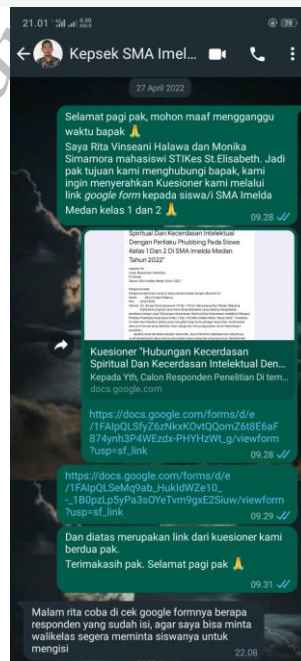 21.01
79
Kepsek SMA Imel...
27 April 2022
Selamat pagi pak, mohon maaf mengganggu
waktu bapak 🙏
Saya Rita Vinseani Halawa dan Monika
Simamora mahasiswi STIKes St.Elisabeth. Jadi
pak tujuan kami menghubungi bapak, kami
ingin menyerahkan Kuesioner kami melalui
link google form kepada siswa/i SMA Imelda
Medan kelas 1 dan 2 🙏
09.28
Spiritual Dan Kecerdasan Intelektual
Dengan Perilaku Phubbing Pada Siswa
Kelas 1 Dan 2 Di SMA Imelda Medan
Tahun 2022"
Kuesioner "Hubungan Kecerdasan
Spiritual Dan Kecerdasan Intelektual Den...
Kepada Yth, Calon Responden Penelitian Di tem...
docs.google.com
https://docs.google.com/forms/d/e
/1FAIpQLSfyZ6zNxKOvtQQomZ6t8E6aF
874ynh3P4WEzdx-PHYHzWt_g/viewform
?usp=sf_link
09.28
https://docs.google.com/forms/d/e
/1FAIpQLSeMq9ab_HukIdWZe10_
-_1B0pzLp5yPa3sOYeTvm9gxE2Siuw/viewform
?usp=sf_link
09.29
Dan diatas merupakan link dari kuesioner kami
berdua pak.
Terimakasih pak. Selamat pagi pak 🙏
09.31
Malam rita coba di cek google formnya berapa
responden yang sudah isi, agar saya bisa minta
walikelas segera meminta siswanya untuk
mengisi
22.08